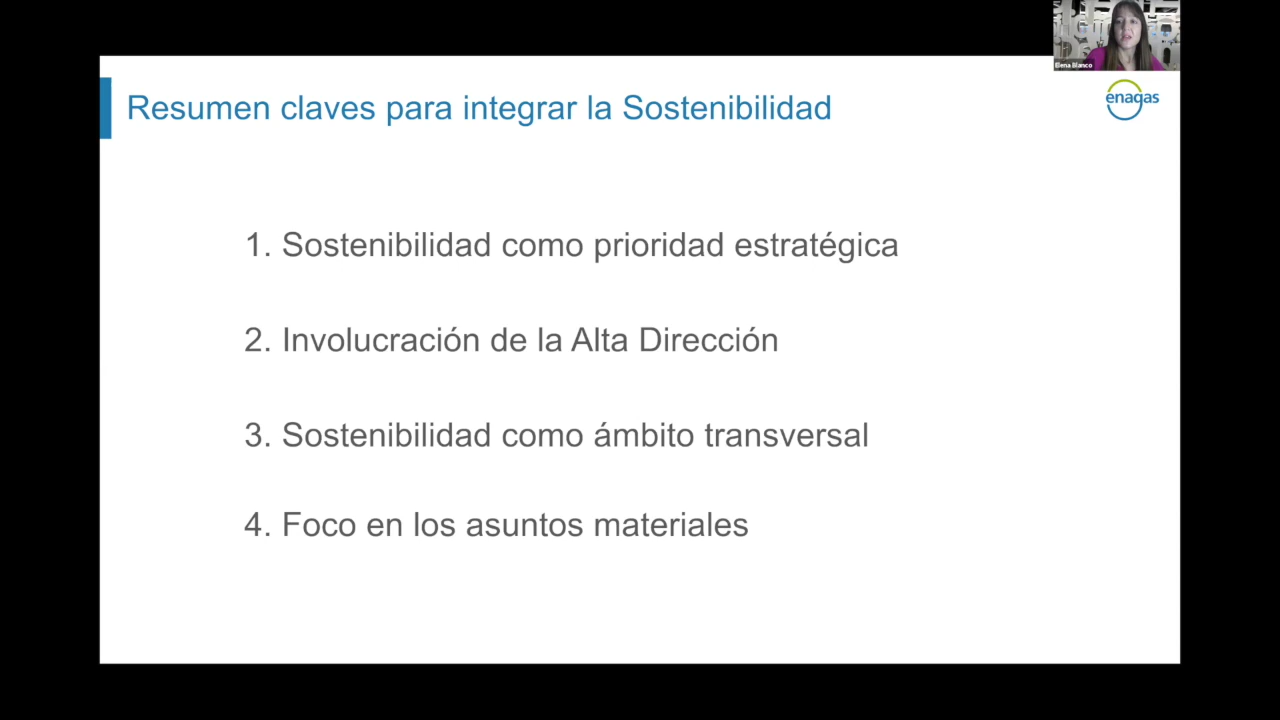 Elena Blanco
enagas
Resumen claves para integrar la Sostenibilidad
1. Sostenibilidad como prioridad estratégica
2. Involucración de la Alta Dirección
3. Sostenibilidad como ámbito transversal
4. Foco en los asuntos materiales